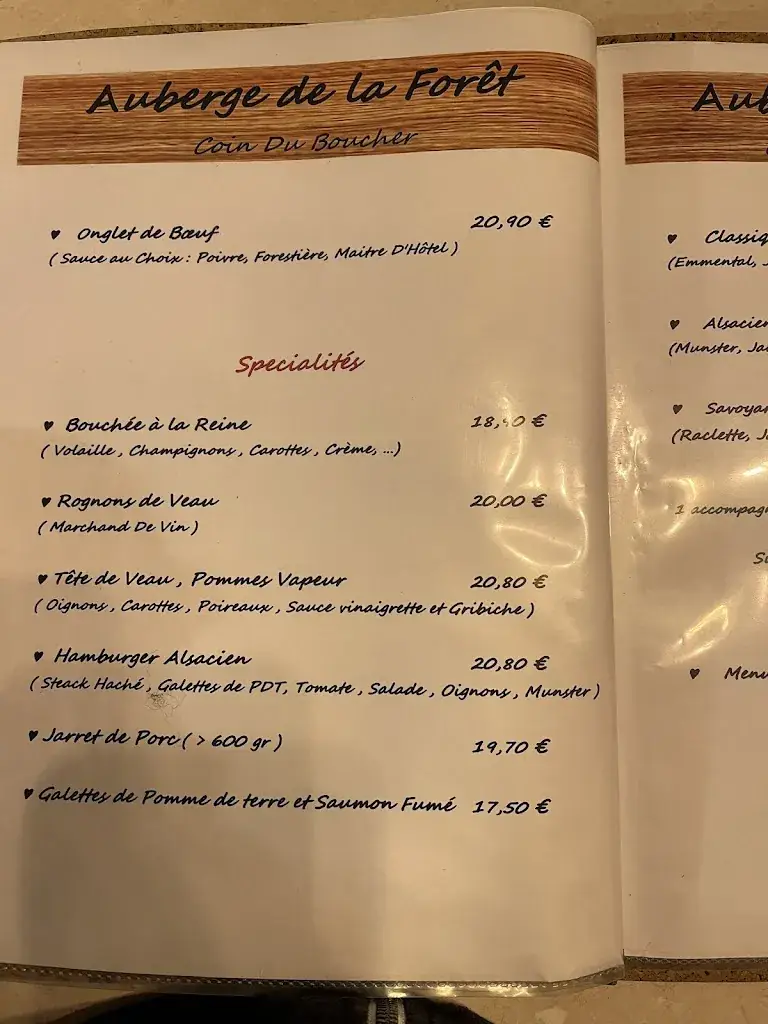 Auberge de la Forêt
Coin Du Boucher
♥ Onglet de Bœuf 20,90 €
( Sauce au Choix : Poivre, Forestière, Maitre D'Hôtel )
Specialités
♥ Bouchée à la Reine
( Volaille , Champignons , Carottes , Crème, ...)
♥ Rognons de Veau 20,00 €
( Marchand De Vin )
♥ Tête de Veau , Pommes Vapeur 20,80 €
( Oignons , Carottes , Poireaux , Sauce vinaigrette et Gribiche )
♥ Hamburger Alsacien 20,80 €
( Steack Haché , Galettes de PDT, Tomate , Salade , Oignons , Munster )
♥ Jarret de Porc ( > 600 gr ) 19,70 €
♥ Galettes de Pomme de terre et Saumon Fumé 17,50 €
Aub
♥ Classiq
(Emmental, J
♥ Alsacien
(Munster, Ja
♥ Savoyar
(Raclette, J
1 accompag
♥ Menu